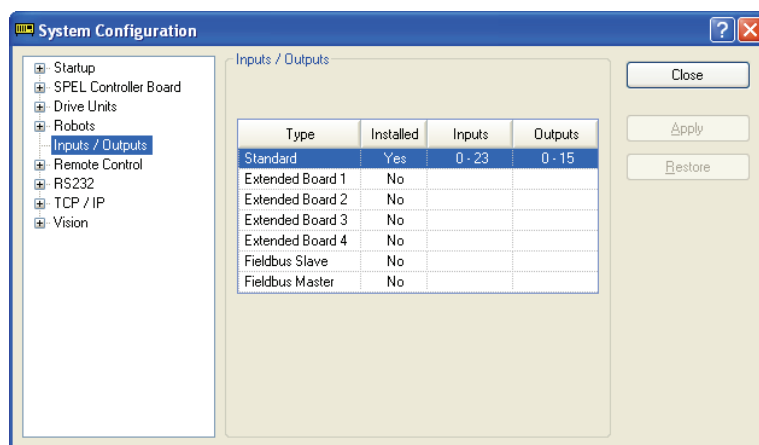 System Configuration
Startup
SPEL Controller Board
Drive Units
Robots
Inputs / Outputs
Remote Control
RS232
TCP / IP
Vision
Inputs / Outputs
Type Installed Inputs Outputs
Standard Yes 0 - 23 0 - 15
Extended Board 1 No
Extended Board 2 No
Extended Board 3 No
Extended Board 4 No
Fieldbus Slave No
Fieldbus Master No
Close
Apply
Restore